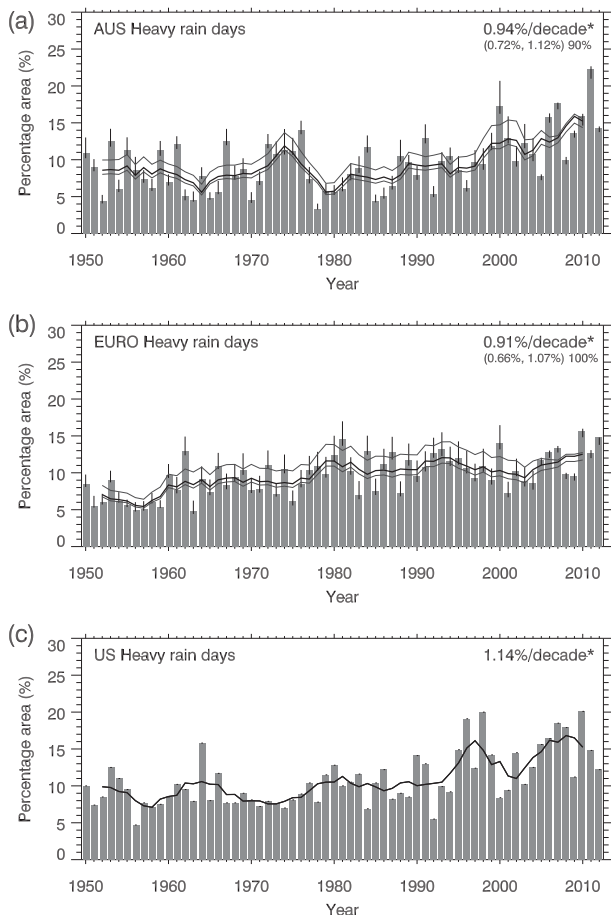 (a)
AUS Heavy rain days
0.94%/decade*
(0.72%, 1.12%) 90%
Percentage area (%)
30
25
20
15
10
5
0
1950 1960 1970 1980 1990 2000 2010
Year
(b)
EURO Heavy rain days
0.91%/decade*
(0.66%, 1.07%) 100%
Percentage area (%)
30
25
20
15
10
5
0
1950 1960 1970 1980 1990 2000 2010
Year
(c)
US Heavy rain days
1.14%/decade*
Percentage area (%)
30
25
20
15
10
5
0
1950 1960 1970 1980 1990 2000 2010
Year